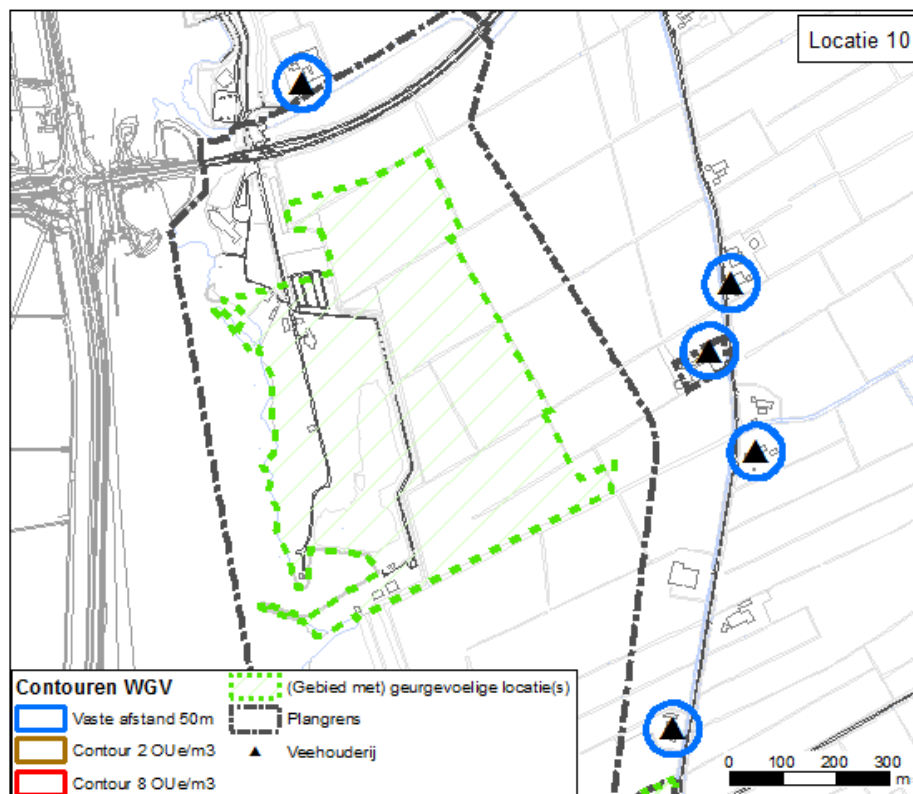 Locatie 10
Contouren WGV
Vaste afstand 50m
Contour 2 OUe/m3
Contour 8 OUe/m3
(Gebied met) geurgevoelige locatie(s)
Plangrens
Veehouderij
0 100 200 300
m